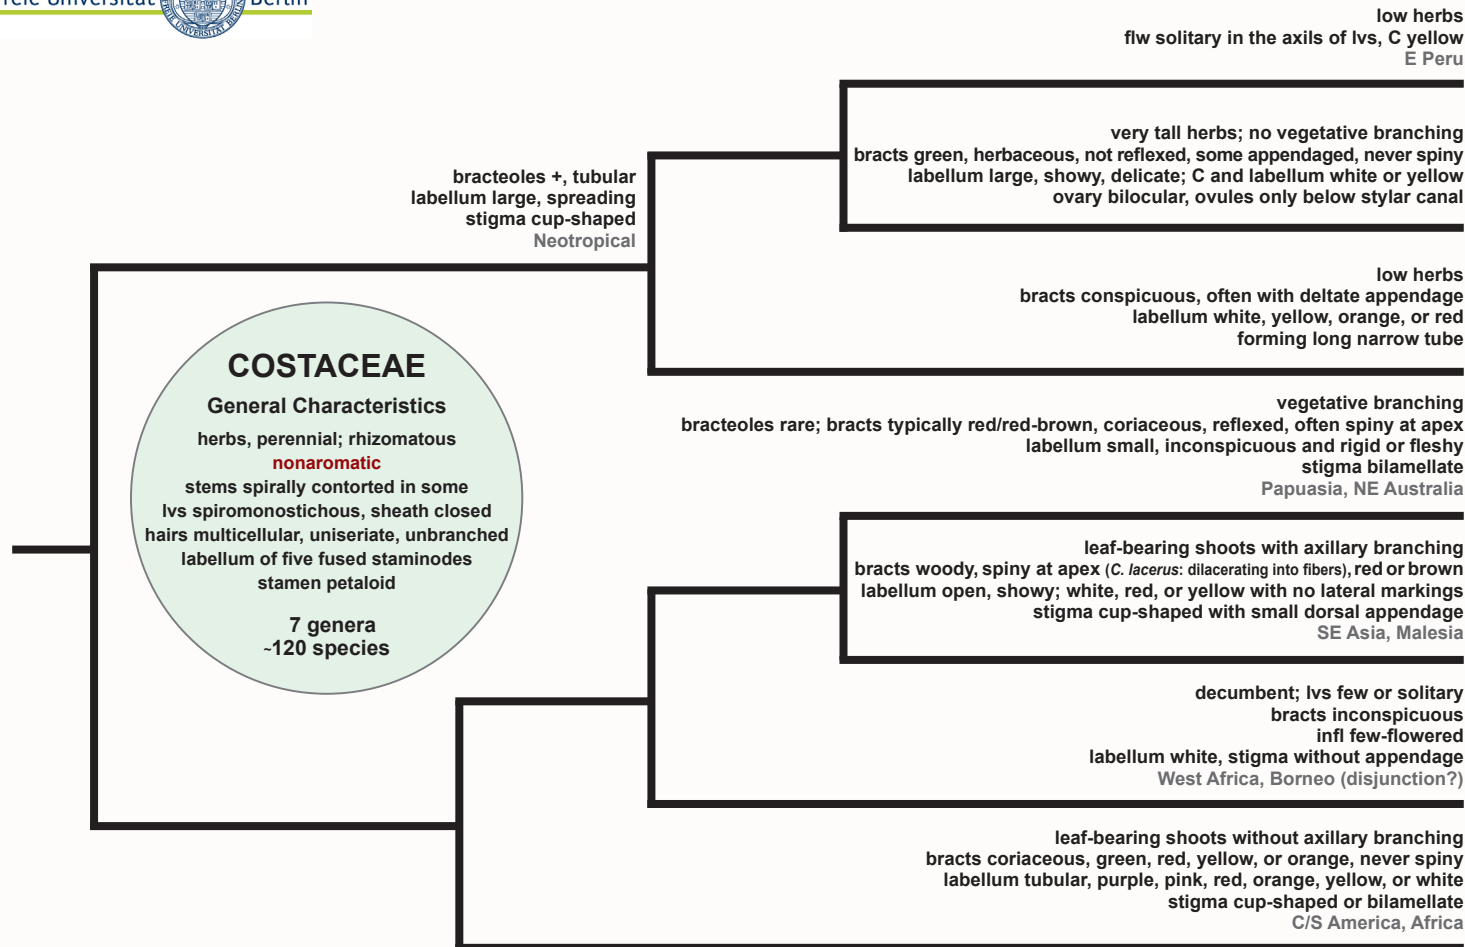 Freie Universität Berlin
FREIE UNIVERSITÄT BERLIN
low herbs
flw solitary in the axils of lvs, C yellow
E Peru
very tall herbs; no vegetative branching
bracts green, herbaceous, not reflexed, some appendaged, never spiny
labellum large, showy, delicate; C and labellum white or yellow
ovary bilocular, ovules only below stylar canal
bracteoles +, tubular
labellum large, spreading
stigma cup-shaped
Neotropical
low herbs
bracts conspicuous, often with deltate appendage
labellum white, yellow, orange, or red
forming long narrow tube
COSTACEAE
General Characteristics
herbs, perennial; rhizomatous
nonaromatic
stems spirally contorted in some
lvs spiromonostichous, sheath closed
hairs multicellular, uniseriate, unbranched
labellum of five fused staminodes
stamen petaloid
7 genera
~120 species
vegetative branching
bracteoles rare; bracts typically red/red-brown, coriaceous, reflexed, often spiny at apex
labellum small, inconspicuous and rigid or fleshy
stigma bilamellate
Papuasia, NE Australia
leaf-bearing shoots with axillary branching
bracts woody, spiny at apex (C. lacerus: dilacerating into fibers), red or brown
labellum open, showy; white, red, or yellow with no lateral markings
stigma cup-shaped with small dorsal appendage
SE Asia, Malesia
decumbent; lvs few or solitary
bracts inconspicuous
infl few-flowered
labellum white, stigma without appendage
West Africa, Borneo (disjunction?)
leaf-bearing shoots without axillary branching
bracts coriaceous, green, red, yellow, or orange, never spiny
labellum tubular, purple, pink, red, orange, yellow, or white
stigma cup-shaped or bilamellate
C/S America, Africa